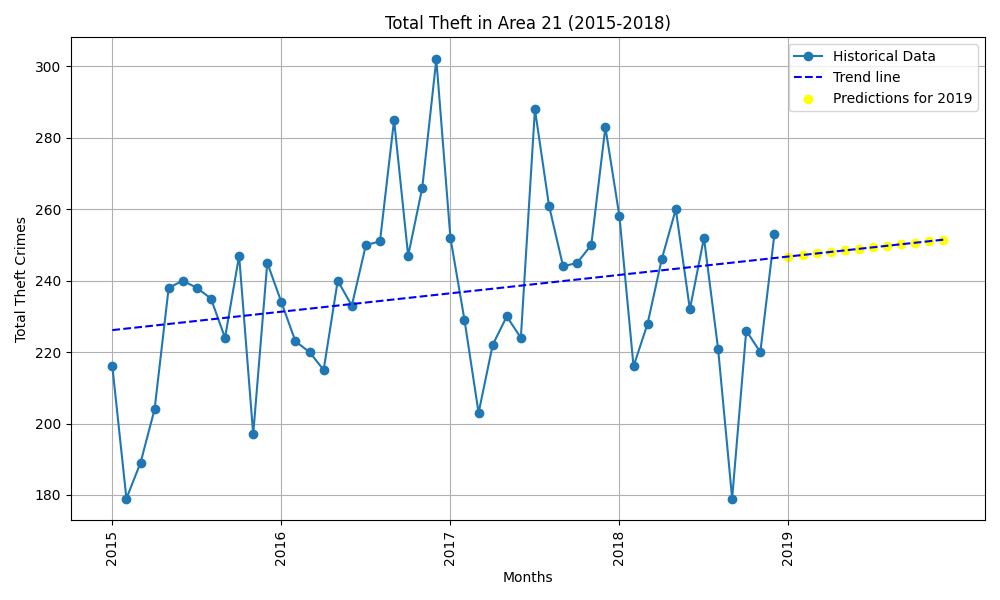 Total Theft in Area 21 (2015-2018)
Historical Data
Trend line
Predictions for 2019
300
280
260
240
220
200
180
Total Theft Crimes
2015
2016
2017
2018
2019
Months